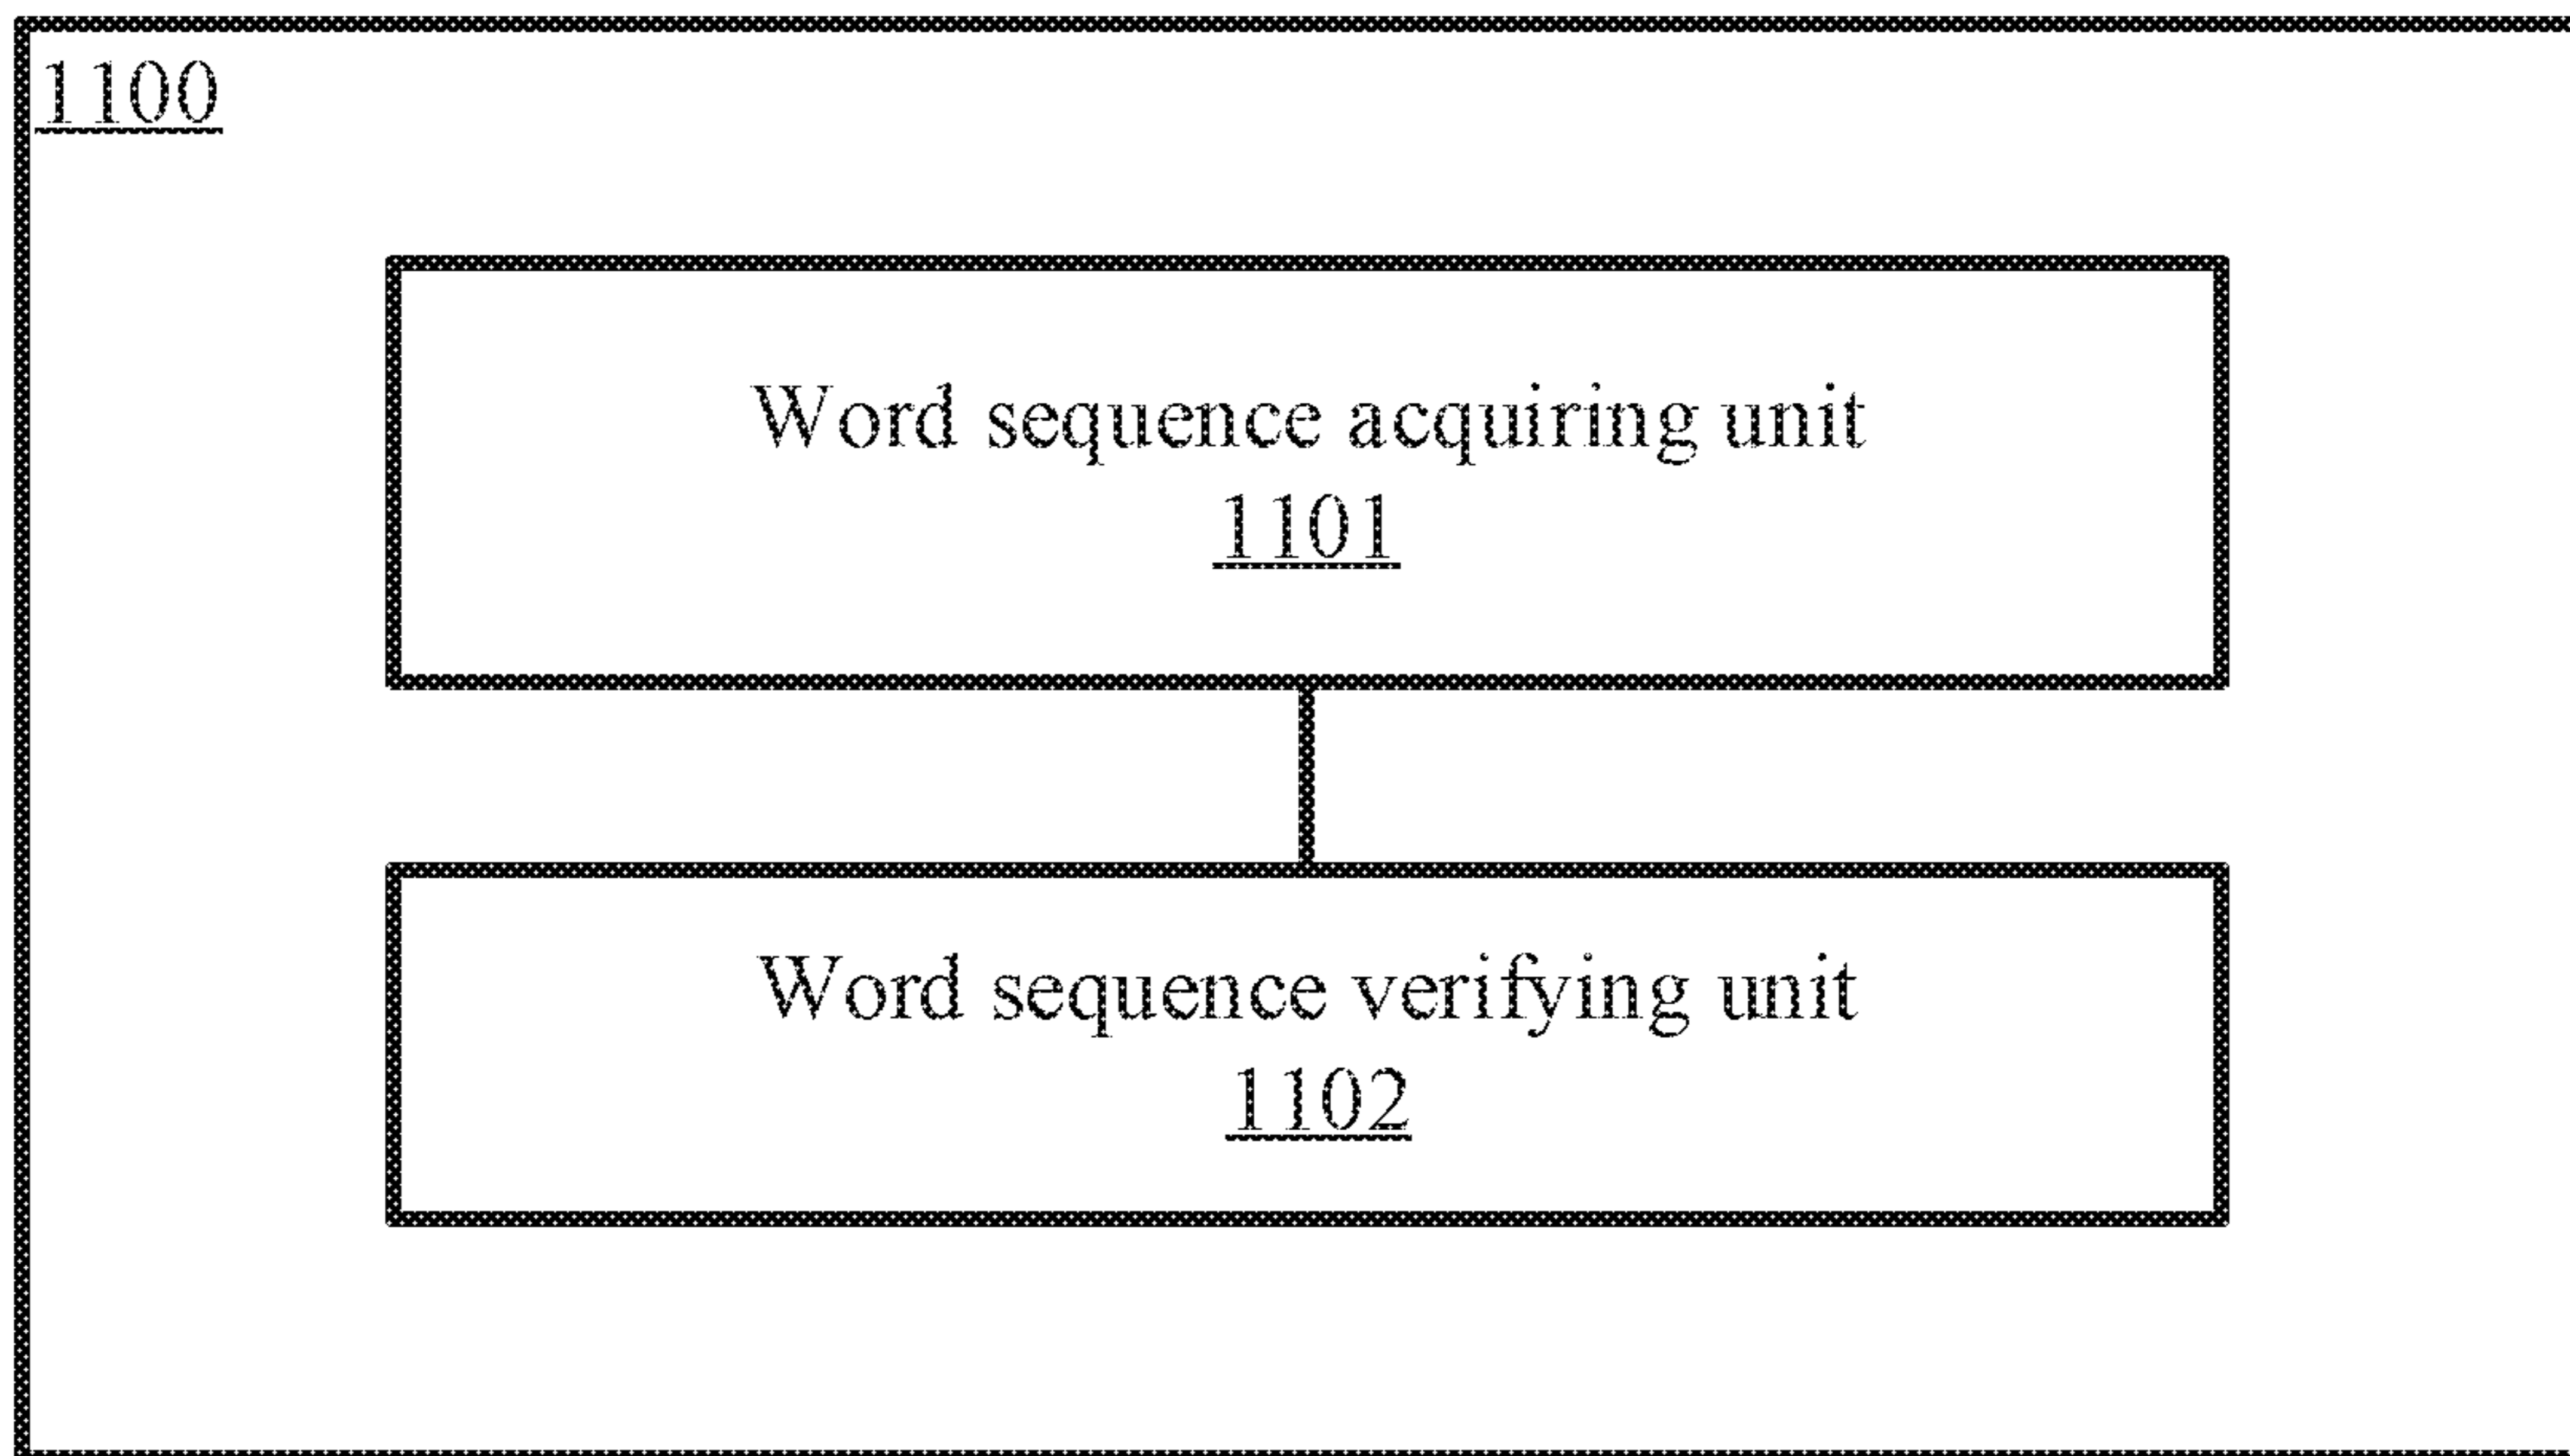 1100
Word sequence acquiring unit
1101
Word sequence verifying unit
1102